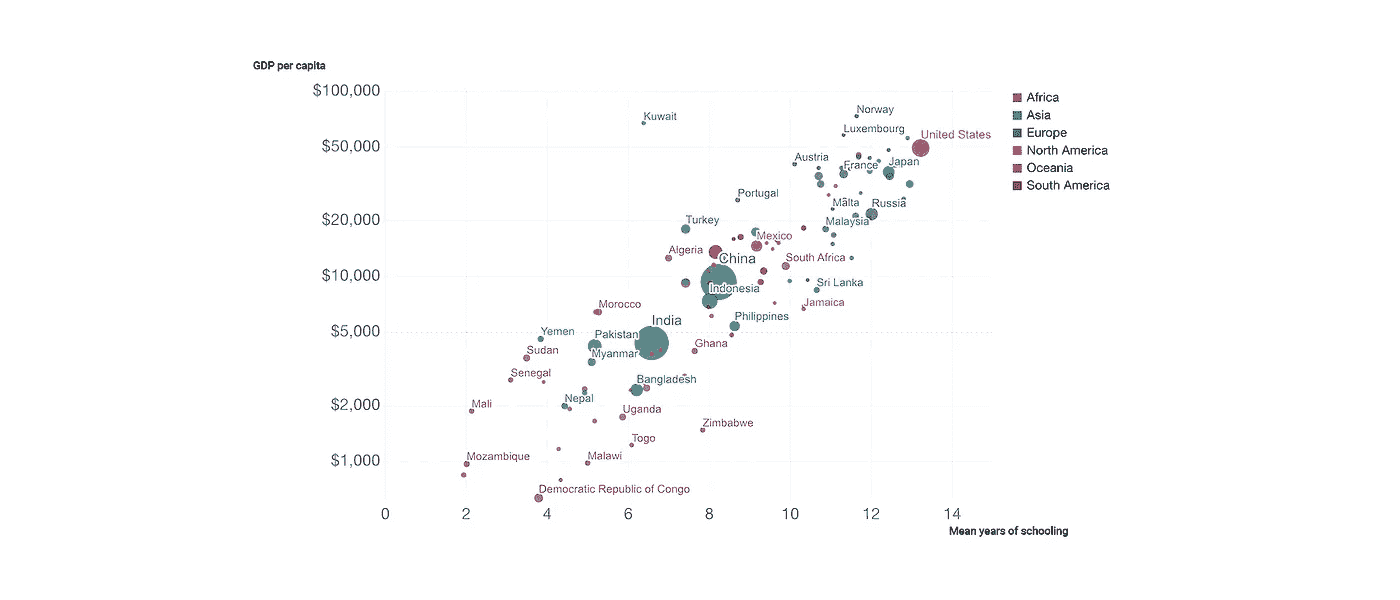 GDP per capita
$100,000
$50,000
$20,000
$10,000
$5,000
$2,000
$1,000
0 2 4 6 8 10 12 14
Mean years of schooling
Norway
Kuwait
Luxembourg
United States
Austria
France
Japan
Portugal
Malta
Russia
Turkey
Malaysia
Mexico
Algeria
China
South Africa
Indonesia
Sri Lanka
Morocco
Jamaica
Philippines
India
Yemen
Pakistan
Ghana
Sudan
Myanmar
Senegal
Bangladesh
Nepal
Mali
Uganda
Zimbabwe
Togo
Mozambique
Malawi
Democratic Republic of Congo
Africa
Asia
Europe
North America
Oceania
South America